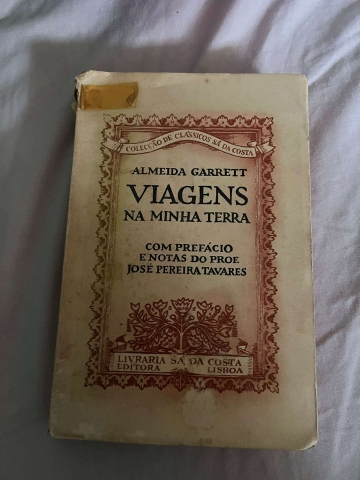 COLECÇÃO DE CLÁSSICOS SÁ DA COSTA
ALMEIDA GARRETT
VIAGENS
NA MINHA TERRA
COM PREFÁCIO
E NOTAS DO PROF.
JOSÉ PEREIRA TAVARES
LIVRARIA SÁ DA COSTA
EDITORA LISBOA